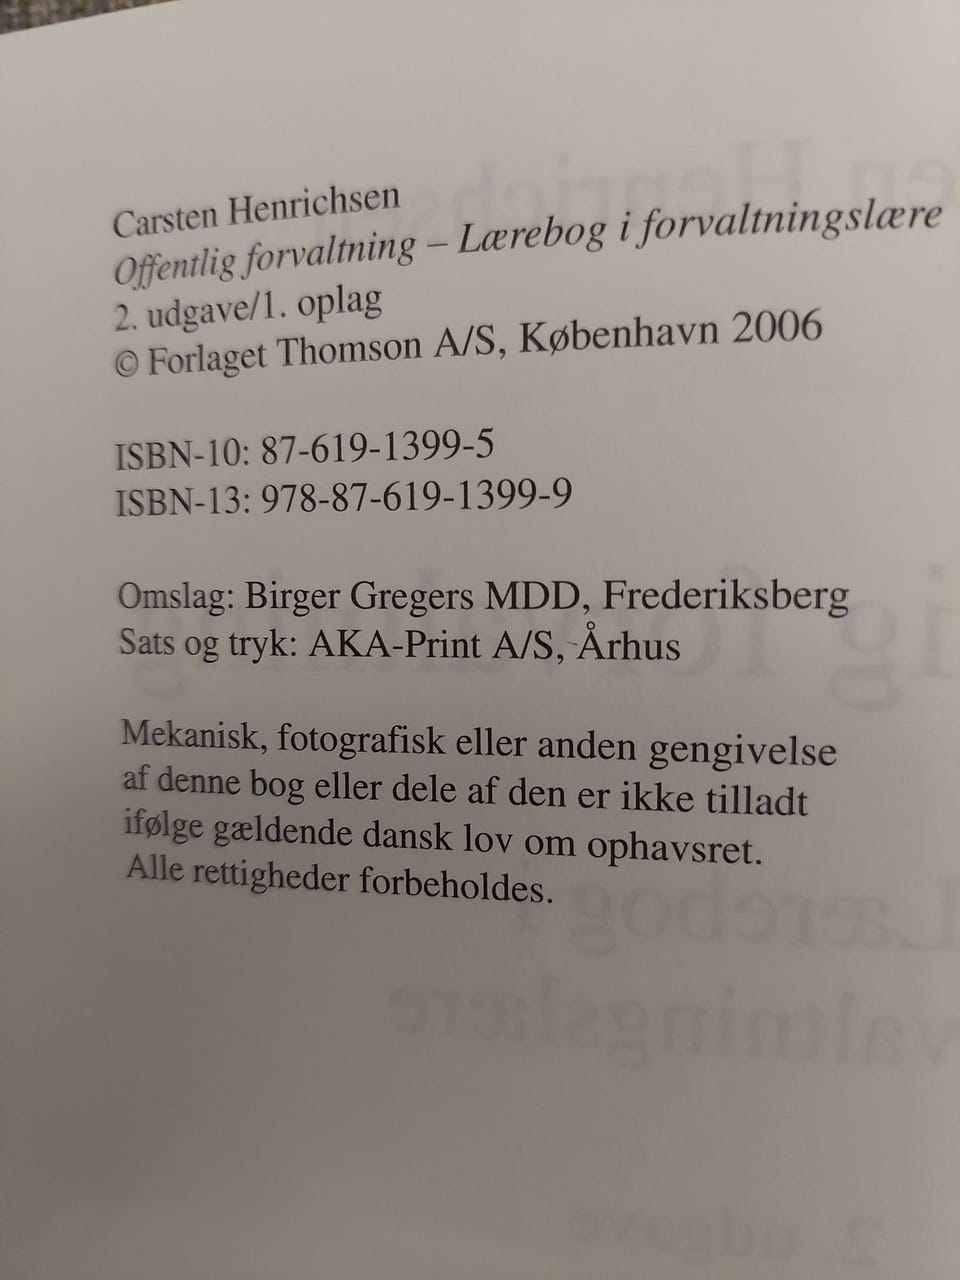 Carsten Henrichsen
Offentlig forvaltning – Lærebog i forvaltningslære
2. udgave/1. oplag
© Forlaget Thomson A/S, København 2006
ISBN-10: 87-619-1399-5
ISBN-13: 978-87-619-1399-9
Omslag: Birger Gregers MDD, Frederiksberg
Sats og tryk: AKA-Print A/S, Århus
Mekanisk, fotografisk eller anden gengivelse
af denne bog eller dele af den er ikke tilladt
ifølge gældende dansk lov om ophavsret.
Alle rettigheder forbeholdes.